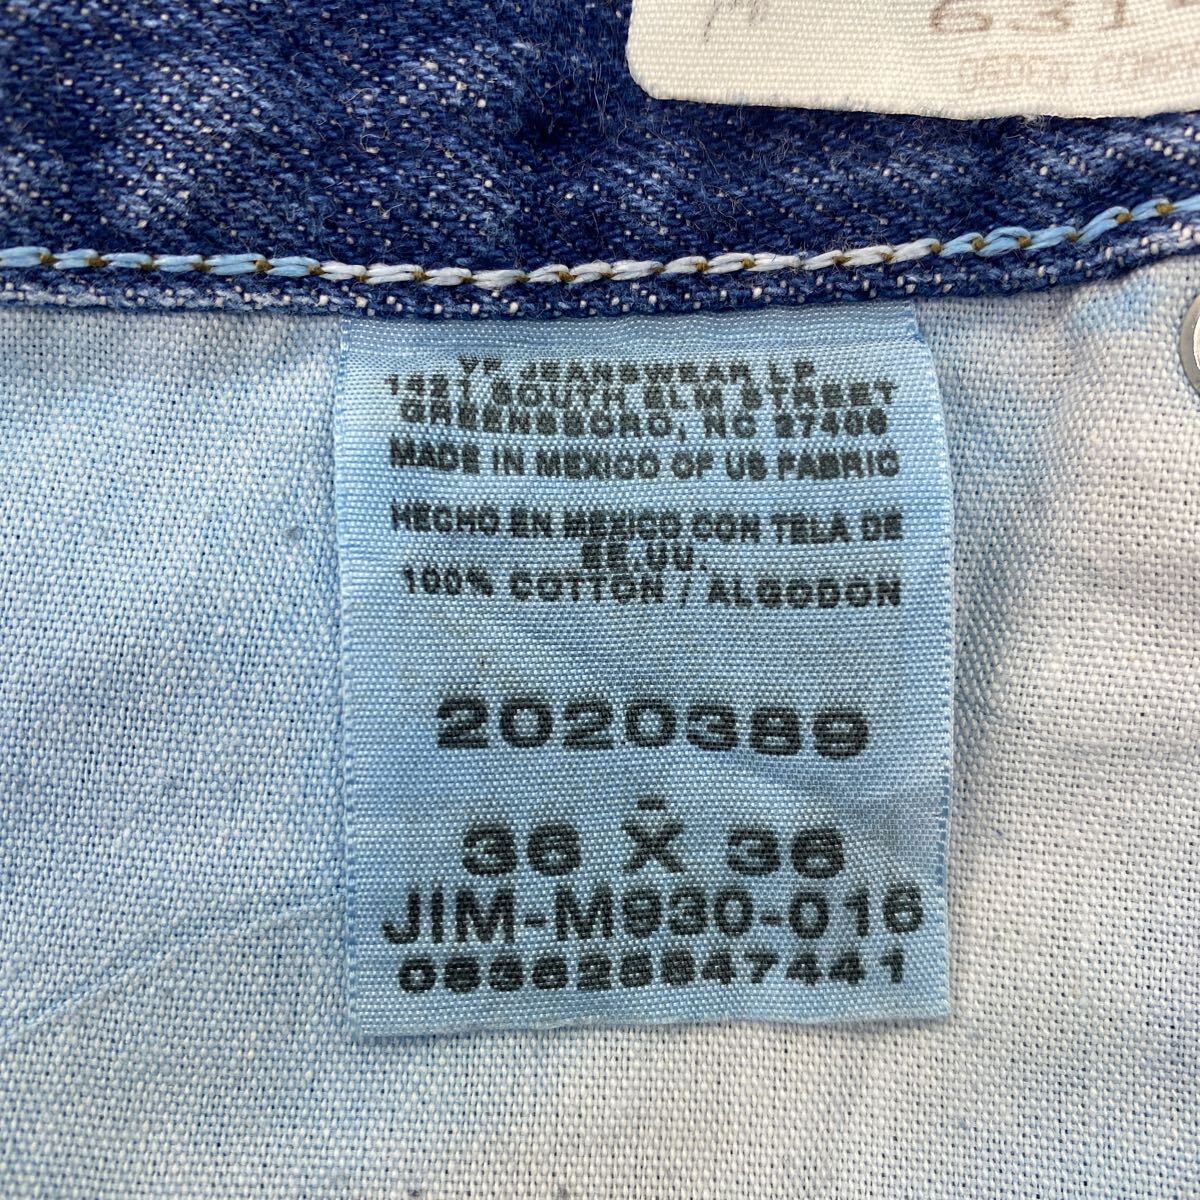 631
VF JEANSWEAR LP
1421 SOUTH ELM STREET
GREENSBORO, NC 27406
MADE IN MEXICO OF US FABRIC
HECHO EN MEXICO CON TELA DE
EE.UU.
100% COTTON / ALGODON
2020389
36 X 36
JIM-M930-016